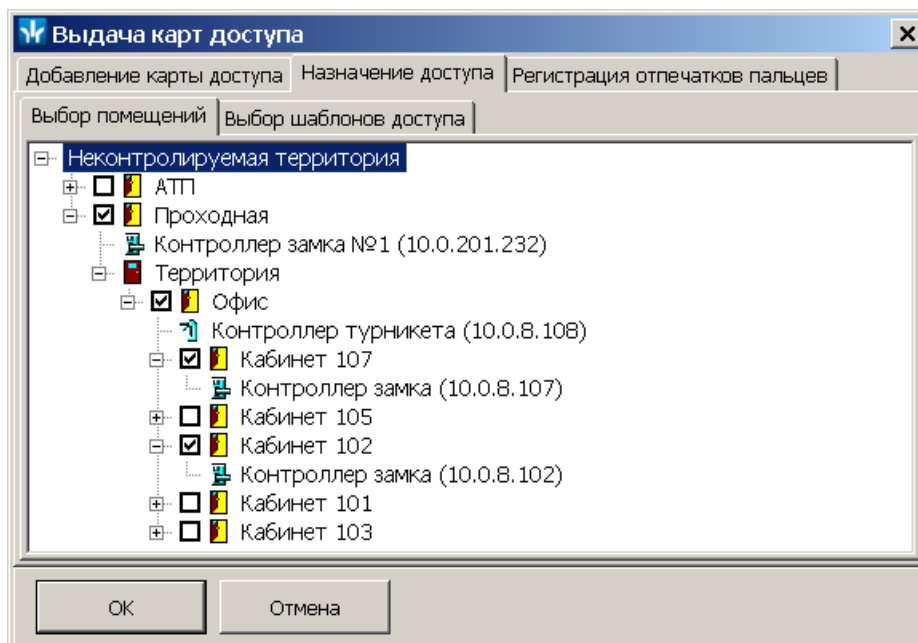 Выдача карт доступа
Добавление карты доступа Назначение доступа Регистрация отпечатков пальцев
Выбор помещений Выбор шаблонов доступа
Неконтролируемая территория
АТП
Проходная
Контроллер замка №1 (10.0.201.232)
Территория
Офис
Контроллер турникета (10.0.8.108)
Кабинет 107
Контроллер замка (10.0.8.107)
Кабинет 105
Кабинет 102
Контроллер замка (10.0.8.102)
Кабинет 101
Кабинет 103
ОК Отмена